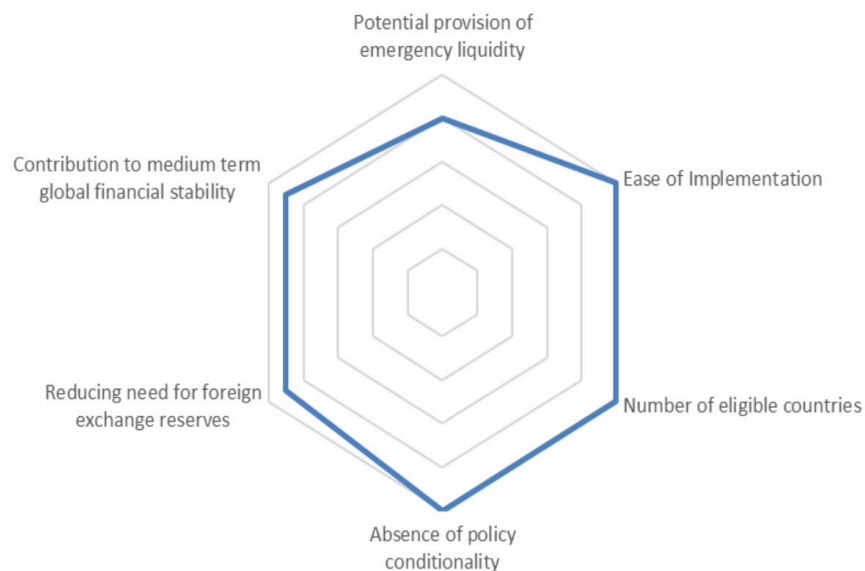 Potential provision of
emergency liquidity
Contribution to medium term
global financial stability
Ease of Implementation
Reducing need for foreign
exchange reserves
Number of eligible countries
Absence of policy
conditionality